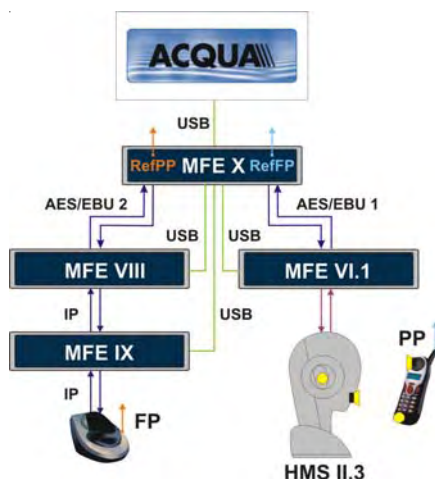 ACQUA
USB
RefPP MFE X RefFP
AES/EBU 2
AES/EBU 1
USB
USB
MFE VIII
MFE VI.1
IP
USB
MFE IX
PP
IP
FP
HMS II.3